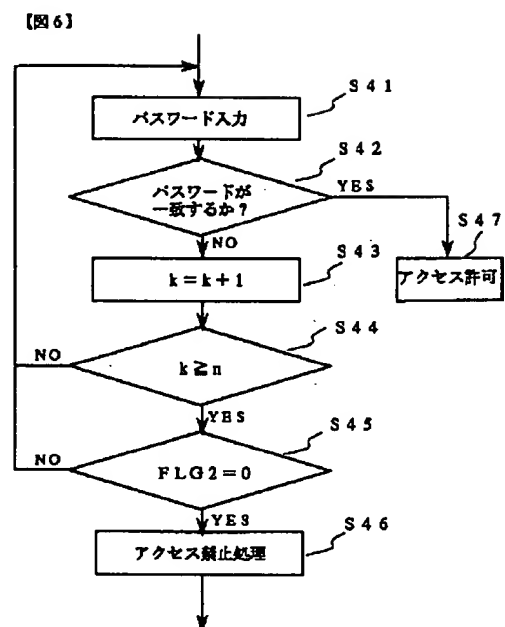 【図6】
S41
パスワード入力
S42
パスワードが
一致するか？
YES
NO
S47
アクセス許可
S43
k=k+1
S44
k≧n
NO
YES
S45
FLG2=0
NO
YES
S46
アクセス禁止処理